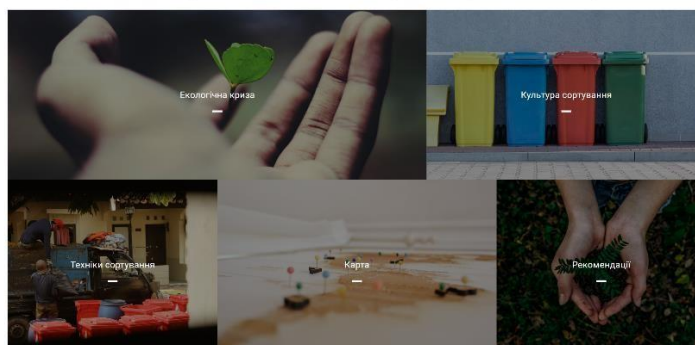 Екологічна криза
Культура сортування
Техніки сортування
Карта
Рекомендації